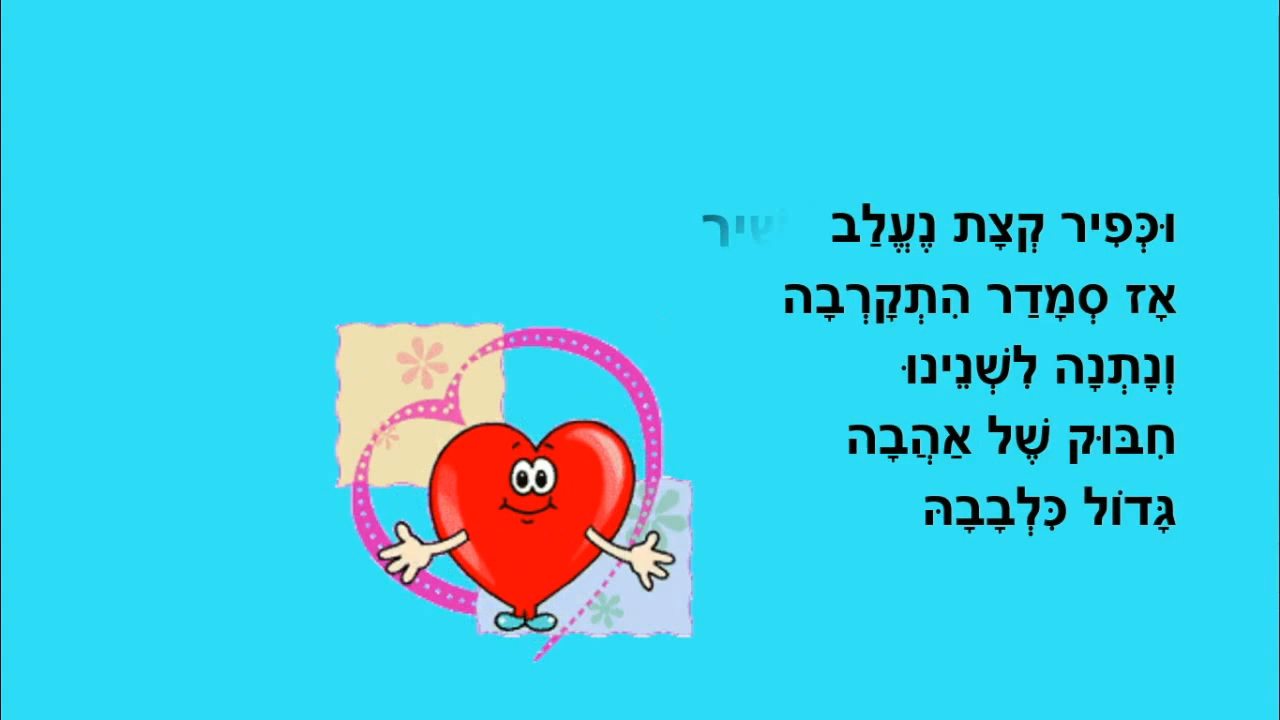 וּכְּפִיר קְצָת נֶעֱלַב
אָז סְמָדַר הִתְקָרְבָה
וְנָתְנָה לִשְׁנֵינוּ
חִבּוּק שֶׁל אַהֲבָה
גָּדוֹל כִּלְבָבָהּ